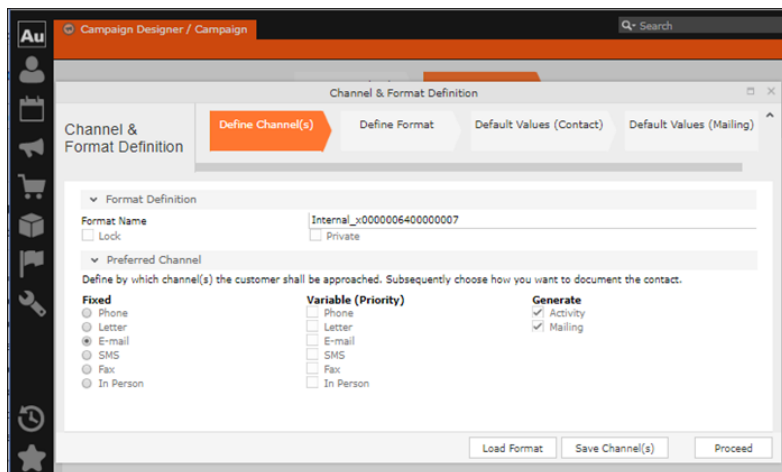 Au
Campaign Designer / Campaign
Search
Channel & Format Definition
Channel &
Format Definition
Define Channel(s)
Define Format
Default Values (Contact)
Default Values (Mailing)
Format Definition
Format Name
Internal_x0000006400000007
Lock
Private
Preferred Channel
Define by which channel(s) the customer shall be approached. Subsequently choose how you want to document the contact.
Fixed
Variable (Priority)
Generate
Phone
Phone
Activity
Letter
Letter
Mailing
E-mail
E-mail
SMS
SMS
Fax
Fax
In Person
In Person
Load Format
Save Channel(s)
Proceed